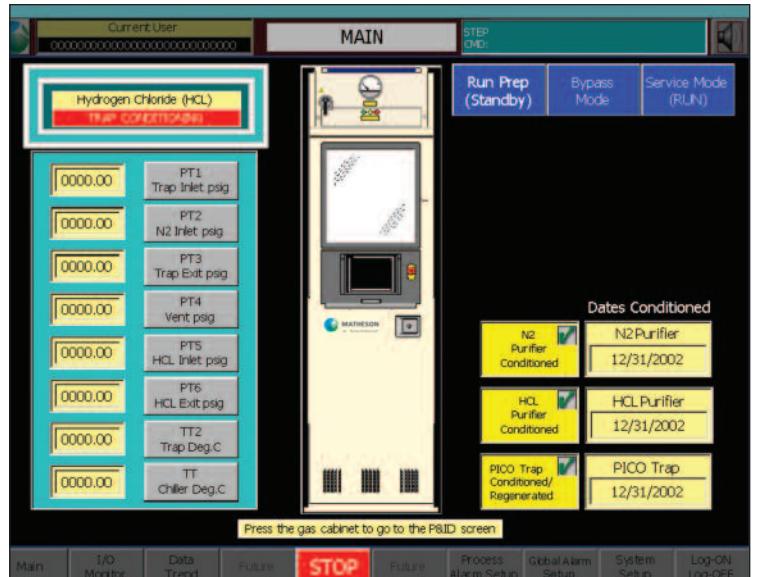 Current User
000000000000000000000000
MAIN
STEP
CMD:
Hydrogen Chloride (HCL)
TRAP CONDITION(NR)
Run Prep
(Standby)
Bypass
Mode
Service Mode
(RUN)
0000.00
PT1
Trap Inlet psig
0000.00
PT2
N2 Inlet psig
0000.00
PT3
Trap Exit psig
0000.00
PT4
Vent psig
0000.00
PT5
HCL Inlet psig
0000.00
PT6
HCL Exit psig
0000.00
TT2
Trap Deg.C
0000.00
TT
Chiller Deg.C
MATHESON
Dates Conditioned
N2
Purifier
Conditioned
N2 Purifier
12/31/2002
HCL
Purifier
Conditioned
HCL Purifier
12/31/2002
PICO Trap
Conditioned/
Regenerated
PICO Trap
12/31/2002
Press the gas cabinet to go to the P&ID screen
Main
I/O
Monitor
Data
Trend
Future
STOP
Future
Process
Alarm Setup
Global Alarm
Setup
System
Setup
Log-ON
Log-OFF